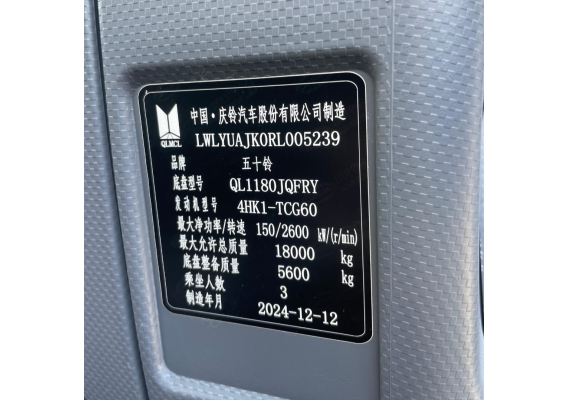 中国·庆铃汽车股份有限公司制造
QLMCL
LWLYUAJK0RL005239
品牌 五十铃
底盘型号 QL1180JQFRY
发动机型号 4HK1-TCG60
最大净功率/转速 150/2600 kW/(r/min)
最大允许总质量 18000 kg
底盘整备质量 5600 kg
乘坐人数 3
制造年月 2024-12-12